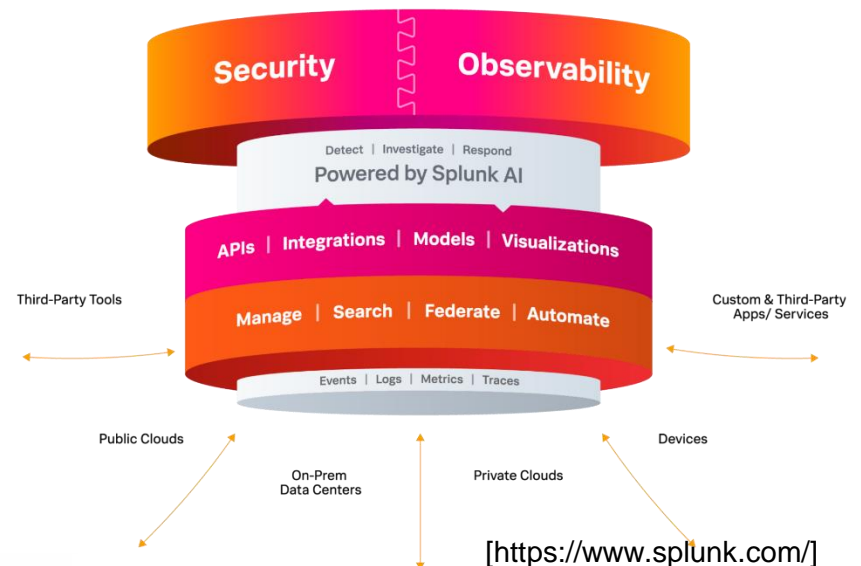 Security
Observability
Detect | Investigate | Respond
Powered by Splunk AI
APIs | Integrations | Models | Visualizations
Third-Party Tools
Custom & Third-Party
Apps/ Services
Manage | Search | Federate | Automate
Events | Logs | Metrics | Traces
Public Clouds
Devices
On-Prem
Data Centers
Private Clouds
[https://www.splunk.com/]